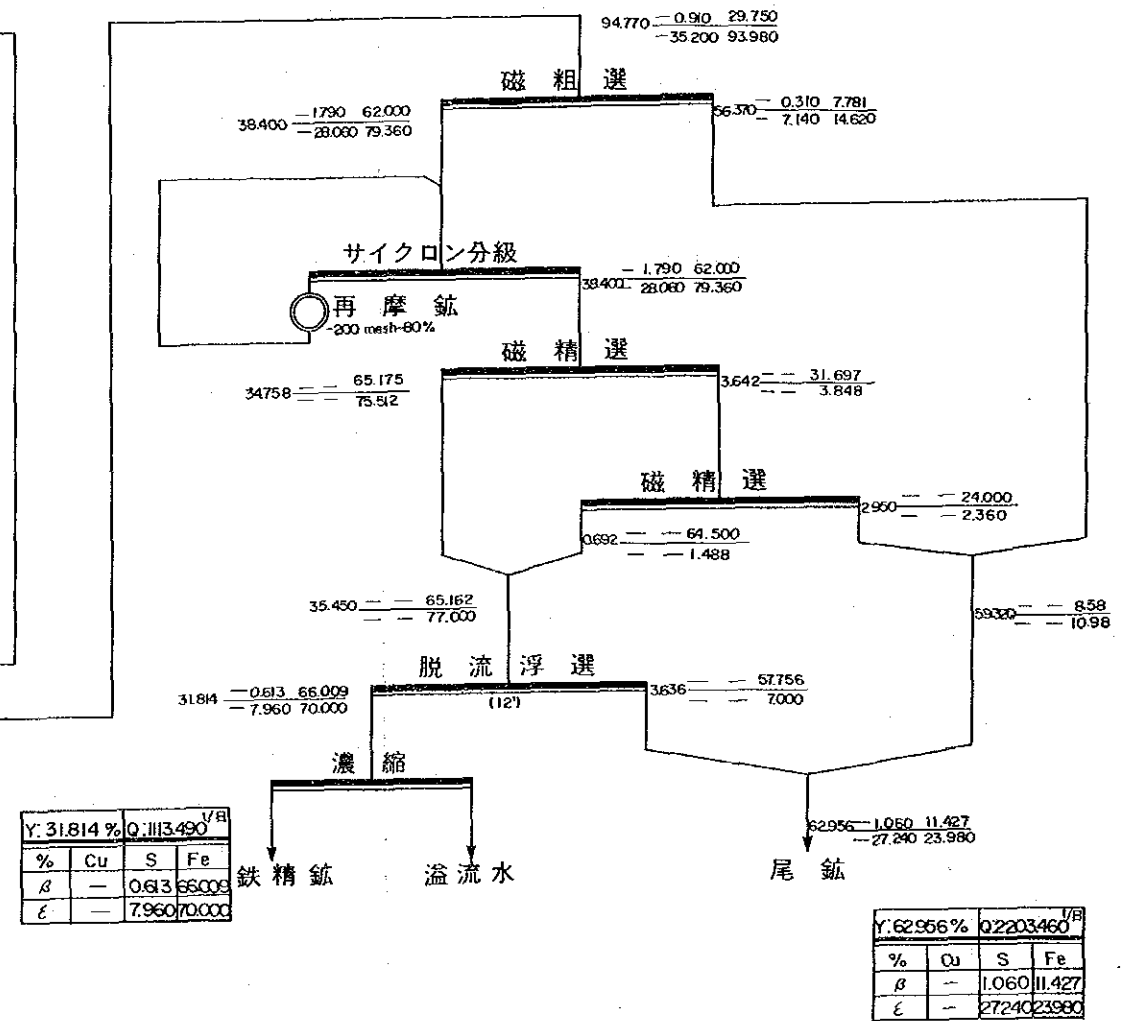 94.770 — 0.910 29.750
— 35.200 93.980
磁粗選
38.400 — 1.790 62.000
— 28.060 79.360
56.370 — 0.310 7.781
— 7.140 14.620
サイクロン分級
38.400 — 1.790 62.000
— 28.060 79.360
再摩鉱
-200 mesh-80%
磁精選
34.758 — — 65.175
— — 75.512
3.642 — — 31.697
— — 3.848
磁精選
2.950 — — 24.000
— — 2.360
0.692 — — 64.500
— — 1.488
35.450 — — 65.162
— — 77.000
59.320 — — 8.58
— — 10.98
脱流浮選
(12')
31.814 — 0.613 66.009
— 7.960 70.000
3.636 — — 57.756
— — 7.000
濃縮
62.956 — 1.060 11.427
— 27.240 23.980
鉄精鉱
溢流水
尾鉱
Y: 31.814 % Q: 1113.490 t/日
% Cu S Fe
β — 0.613 66.009
ε — 7.960 70.000
Y: 62.956 % Q: 2203.460 t/日
% Cu S Fe
β — 1.060 11.427
ε — 27.240 23.980